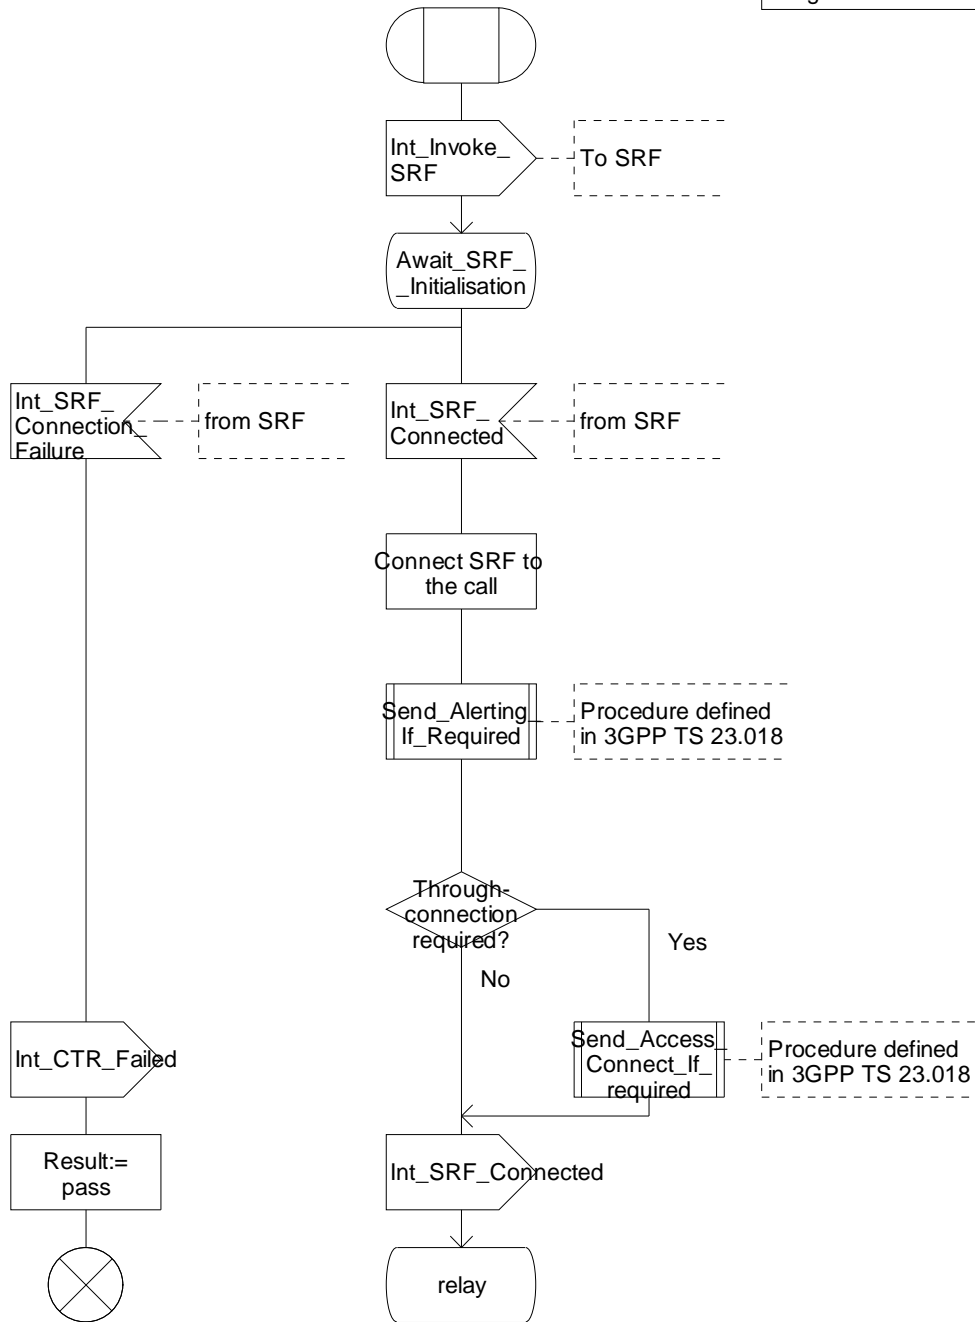 Int_Invoke_
SRF
To SRF
Await_SRF_
_Initialisation
Int_SRF_
Connection_
Failure
from SRF
Int_SRF_
Connected
from SRF
Connect SRF to
the call
Send_Alerting_
If_Required
Procedure defined
in 3GPP TS 23.018
Through-
connection
required?
Yes
No
Int_CTR_Failed
Send_Access_
Connect_If_
required
Procedure defined
in 3GPP TS 23.018
Result:=
pass
Int_SRF_Connected
relay